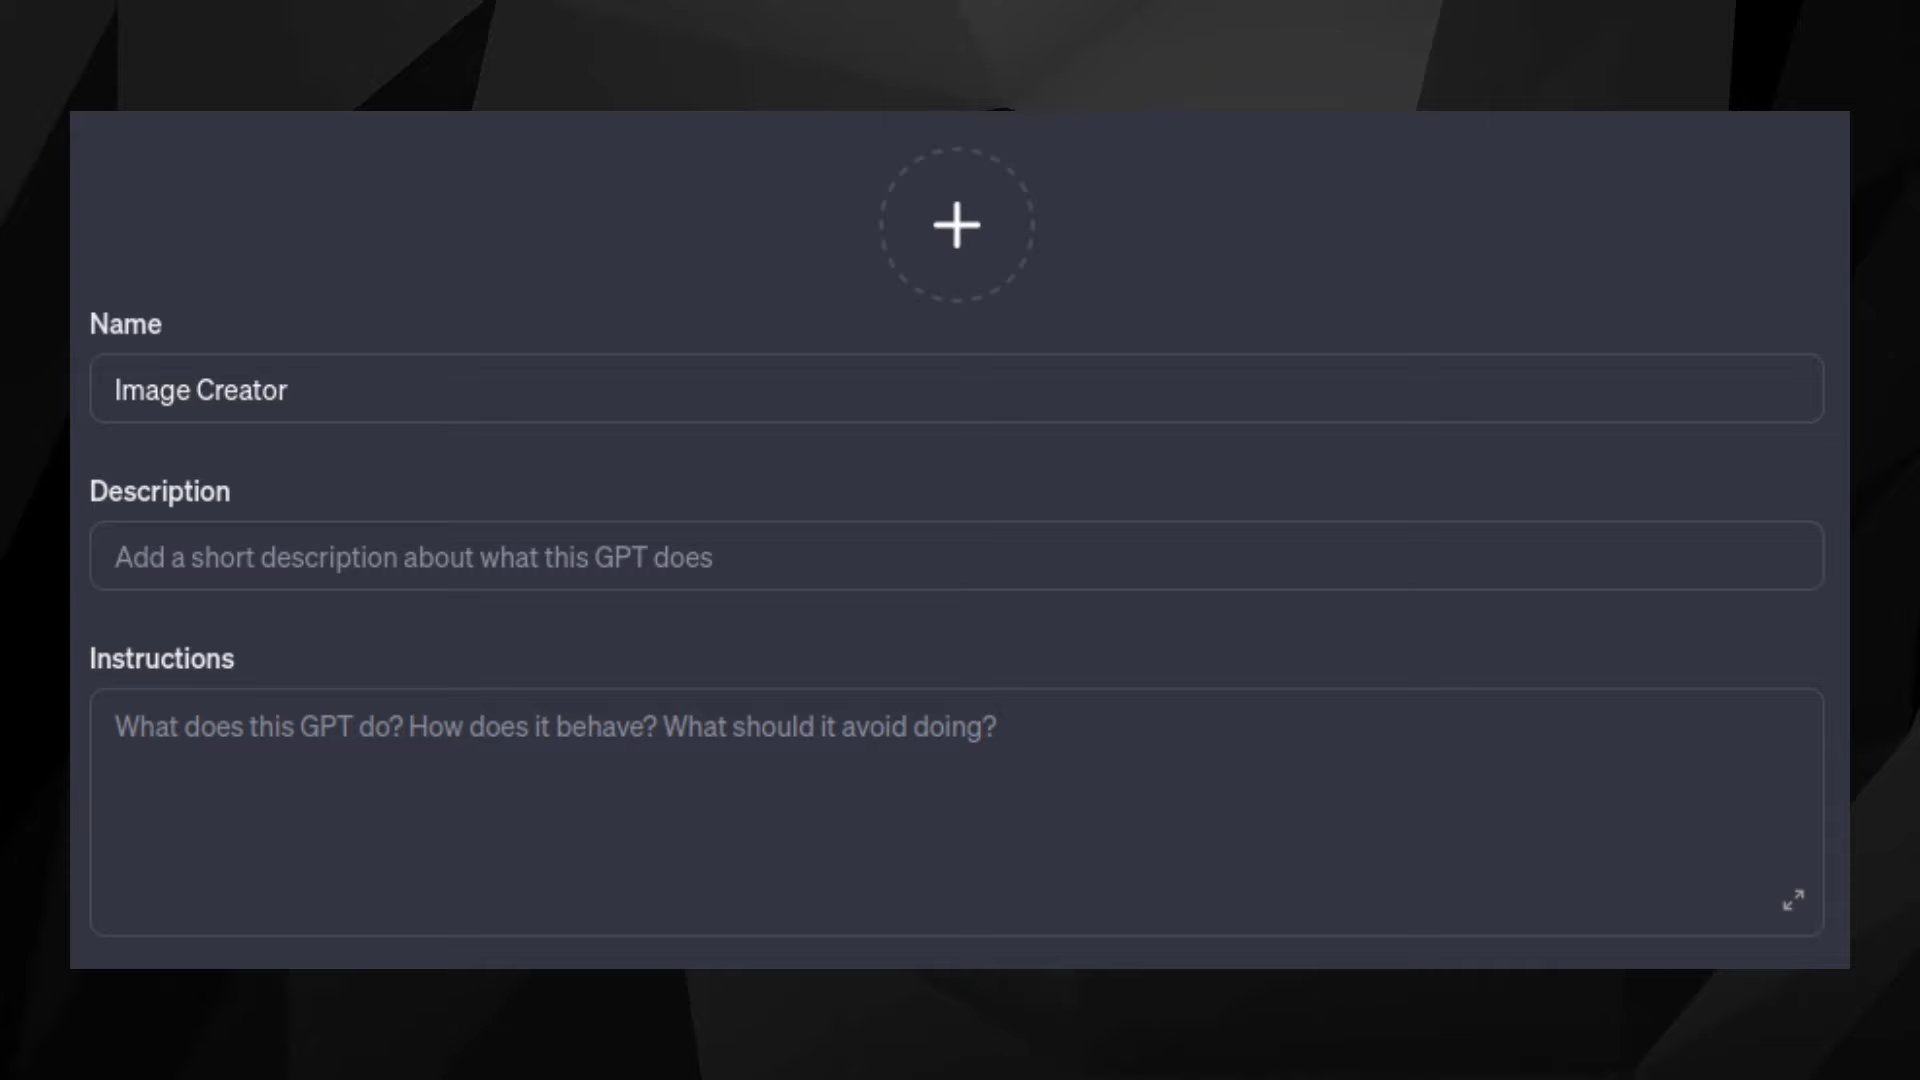 Name
Image Creator
Description
Add a short description about what this GPT does
Instructions
What does this GPT do? How does it behave? What should it avoid doing?